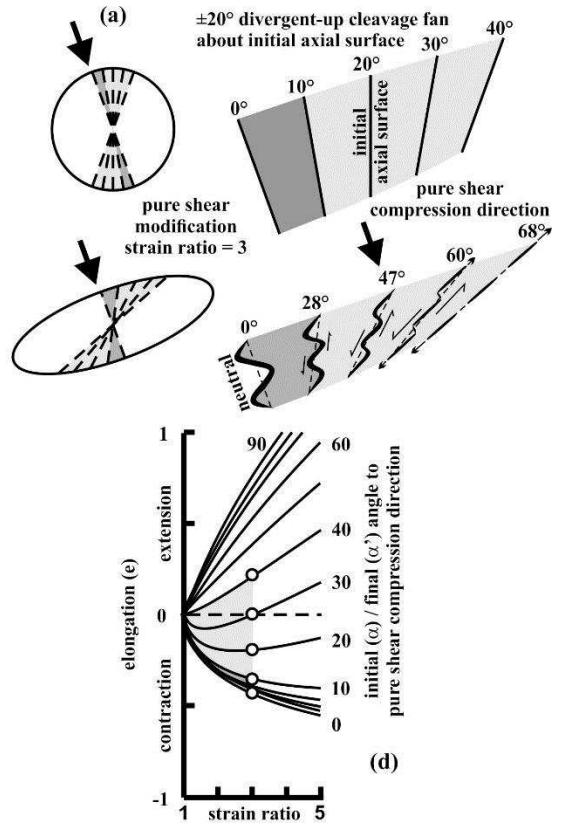 (a)
±20° divergent-up cleavage fan
about initial axial surface
0°
10°
20°
30°
40°
initial
axial surface
pure shear
modification
strain ratio = 3
pure shear
compression direction
0°
28°
47°
60°
68°
neutral
elongation (e)
contraction
extension
1
0
-1
90
60
40
30
20
10
0
initial (α) / final (α') angle to
pure shear compression direction
(d)
1
strain ratio
5